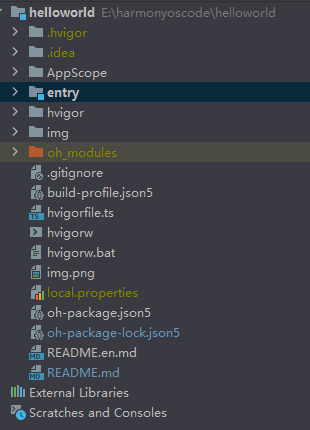 helloworld E:\harmonyoscode\helloworld
.hvigor
.idea
AppScope
entry
hvigor
img
oh_modules
.gitignore
build-profile.json5
hvigorfile.ts
hvigorw
hvigorw.bat
img.png
local.properties
oh-package.json5
oh-package-lock.json5
README.en.md
README.md
External Libraries
Scratches and Consoles